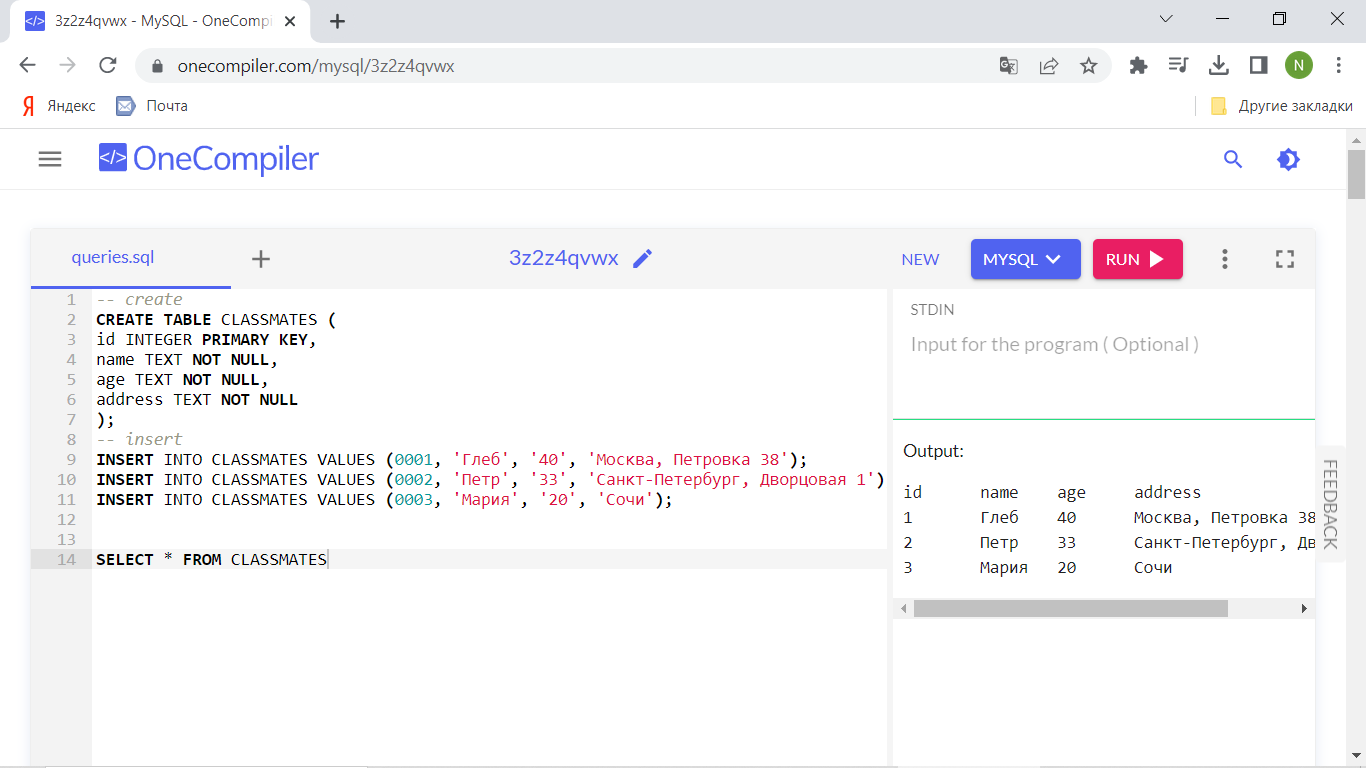 3z2z4qvwx - MySQL - OneCompi
onecompiler.com/mysql/3z2z4qvwx
N
Яндекс
Почта
Другие закладки
</> OneCompiler
queries.sql
3z2z4qvwx
NEW
MYSQL
RUN
1 -- create
2 CREATE TABLE CLASSMATES (
3 id INTEGER PRIMARY KEY,
4 name TEXT NOT NULL,
5 age TEXT NOT NULL,
6 address TEXT NOT NULL
7 );
8 -- insert
9 INSERT INTO CLASSMATES VALUES (0001, 'Глеб', '40', 'Москва, Петровка 38');
10 INSERT INTO CLASSMATES VALUES (0002, 'Петр', '33', 'Санкт-Петербург, Дворцовая 1')
11 INSERT INTO CLASSMATES VALUES (0003, 'Мария', '20', 'Сочи');
12
13
14 SELECT * FROM CLASSMATES
STDIN
Input for the program ( Optional )
Output:
id name age address
1 Глеб 40 Москва, Петровка 38
2 Петр 33 Санкт-Петербург, Дв
3 Мария 20 Сочи
FEEDBACK